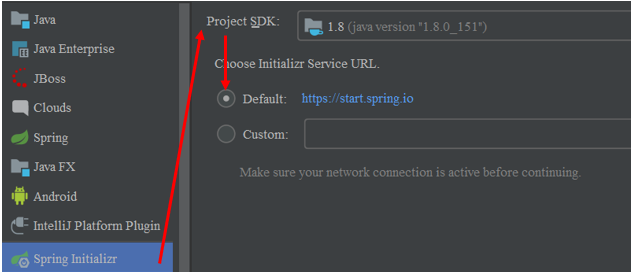 Java
Java Enterprise
JBoss
Clouds
Spring
Java FX
Android
IntelliJ Platform Plugin
Spring Initializr
Project SDK: 1.8 (java version "1.8.0_151")
Choose Initializr Service URL.
Default: https://start.spring.io
Custom:
Make sure your network connection is active before continuing.